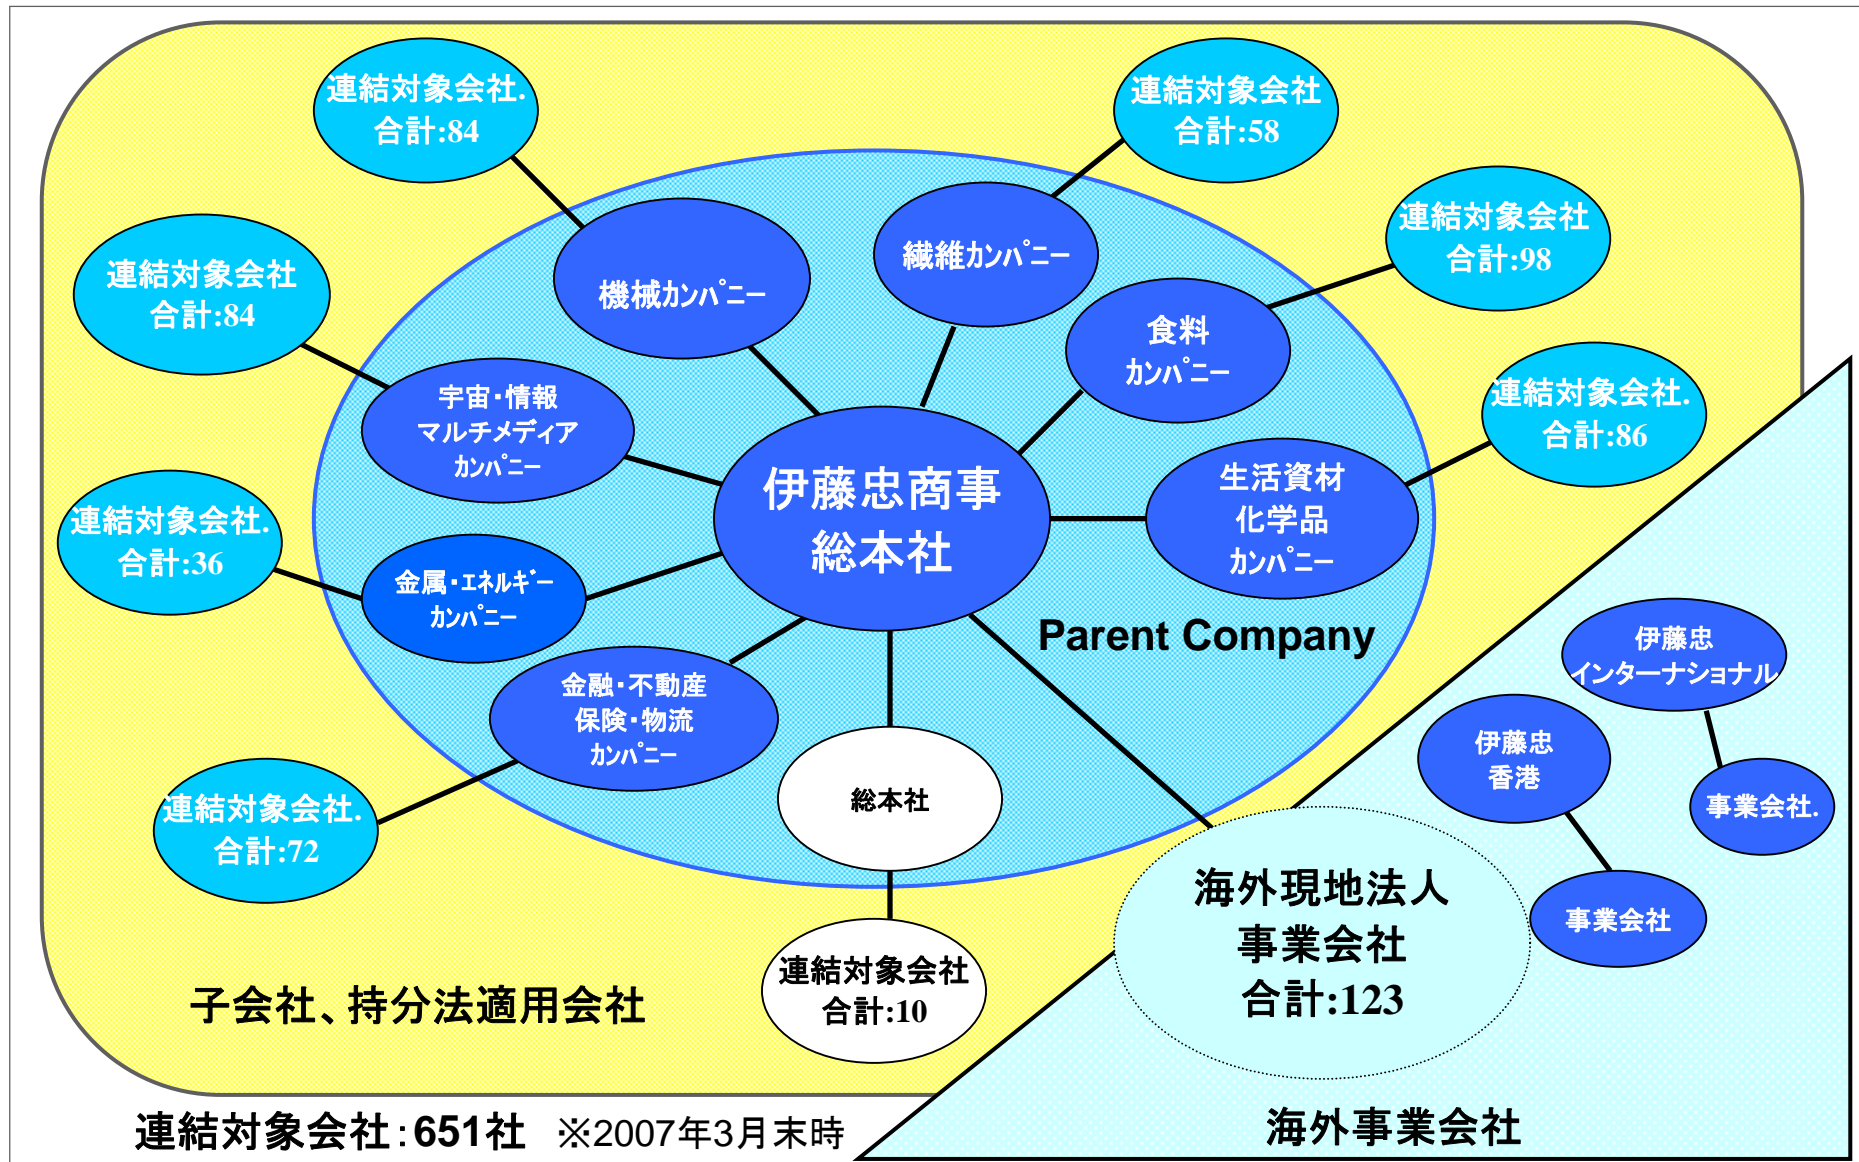 連結対象会社.
合計:84
連結対象会社
合計:58
連結対象会社
合計:98
連結対象会社
合計:84
機械ｶﾝﾊﾟﾆｰ
繊維ｶﾝﾊﾟﾆｰ
食料
ｶﾝﾊﾟﾆｰ
連結対象会社.
合計:86
宇宙・情報
マルチメディア
ｶﾝﾊﾟﾆｰ
伊藤忠商事
総本社
生活資材
化学品
ｶﾝﾊﾟﾆｰ
連結対象会社.
合計:36
金属・ｴﾈﾙｷﾞｰ
ｶﾝﾊﾟﾆｰ
Parent Company
伊藤忠
インターナショナル
金融・不動産
保険・物流
ｶﾝﾊﾟﾆｰ
伊藤忠
香港
連結対象会社.
合計:72
総本社
事業会社.
海外現地法人
事業会社
合計:123
事業会社
子会社、持分法適用会社
連結対象会社
合計:10
連結対象会社：651社 ※2007年3月末時
海外事業会社